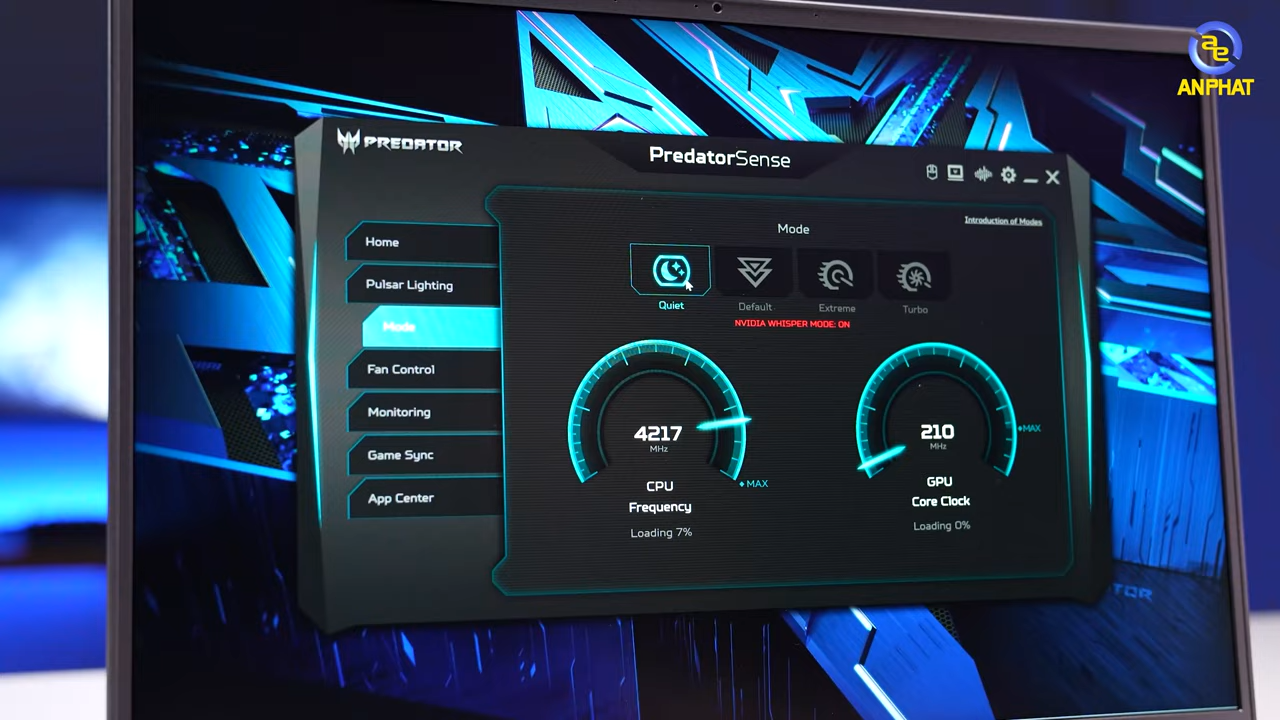 ANPHAT
PREDATOR
PredatorSense
Introduction of Modes
Home
Pulsar Lighting
Mode
Fan Control
Monitoring
Game Sync
App Center
Mode
Quiet
Default
Extreme
Turbo
NVIDIA WHISPER MODE: ON
4217
MHz
MAX
CPU
Frequency
Loading 7%
210
MHz
MAX
GPU
Core Clock
Loading 0%